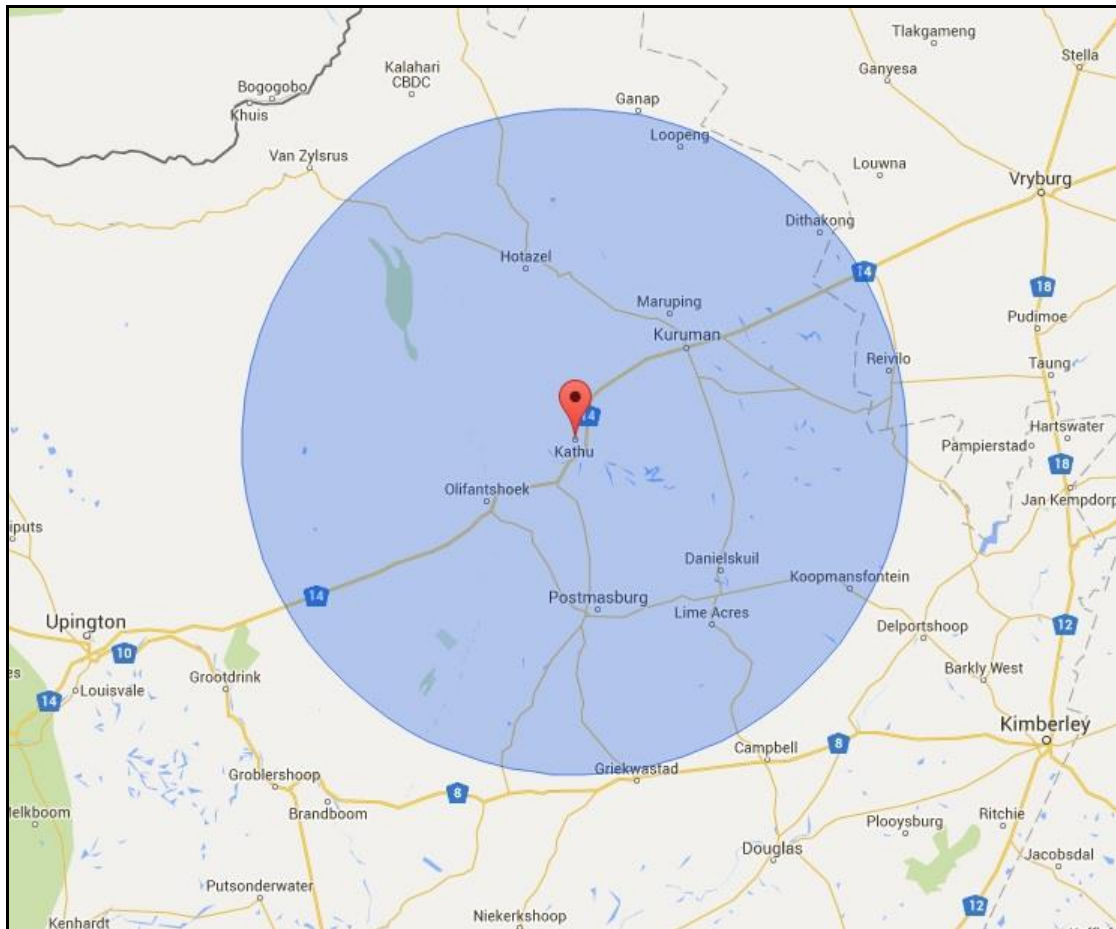 Tlakgameng
Stella
Kalahari
CBDC
Ganyesa
Bogogobo
Khuis
Ganap
Loopeng
Van Zylsrus
Louwna
Vryburg
Dithakong
Hotazel
14
18
Maruping
Pudimoe
Kuruman
Reivilo
Taung
14
Hartswater
Kathu
Pampierstad
18
Olifantshoek
Jan Kempdorp
Danielskuil
Koopmansfontein
14
Postmasburg
Lime Acres
Upington
12
Delportshoop
10
Barkly West
Grootdrink
Louisvale
14
Kimberley
8
Campbell
Griekwastad
Groblershoop
8
Brandboom
Plooysburg
Ritchie
Douglas
Jacobsdal
Putsonderwater
12
Niekerkshoop
Kenhardt